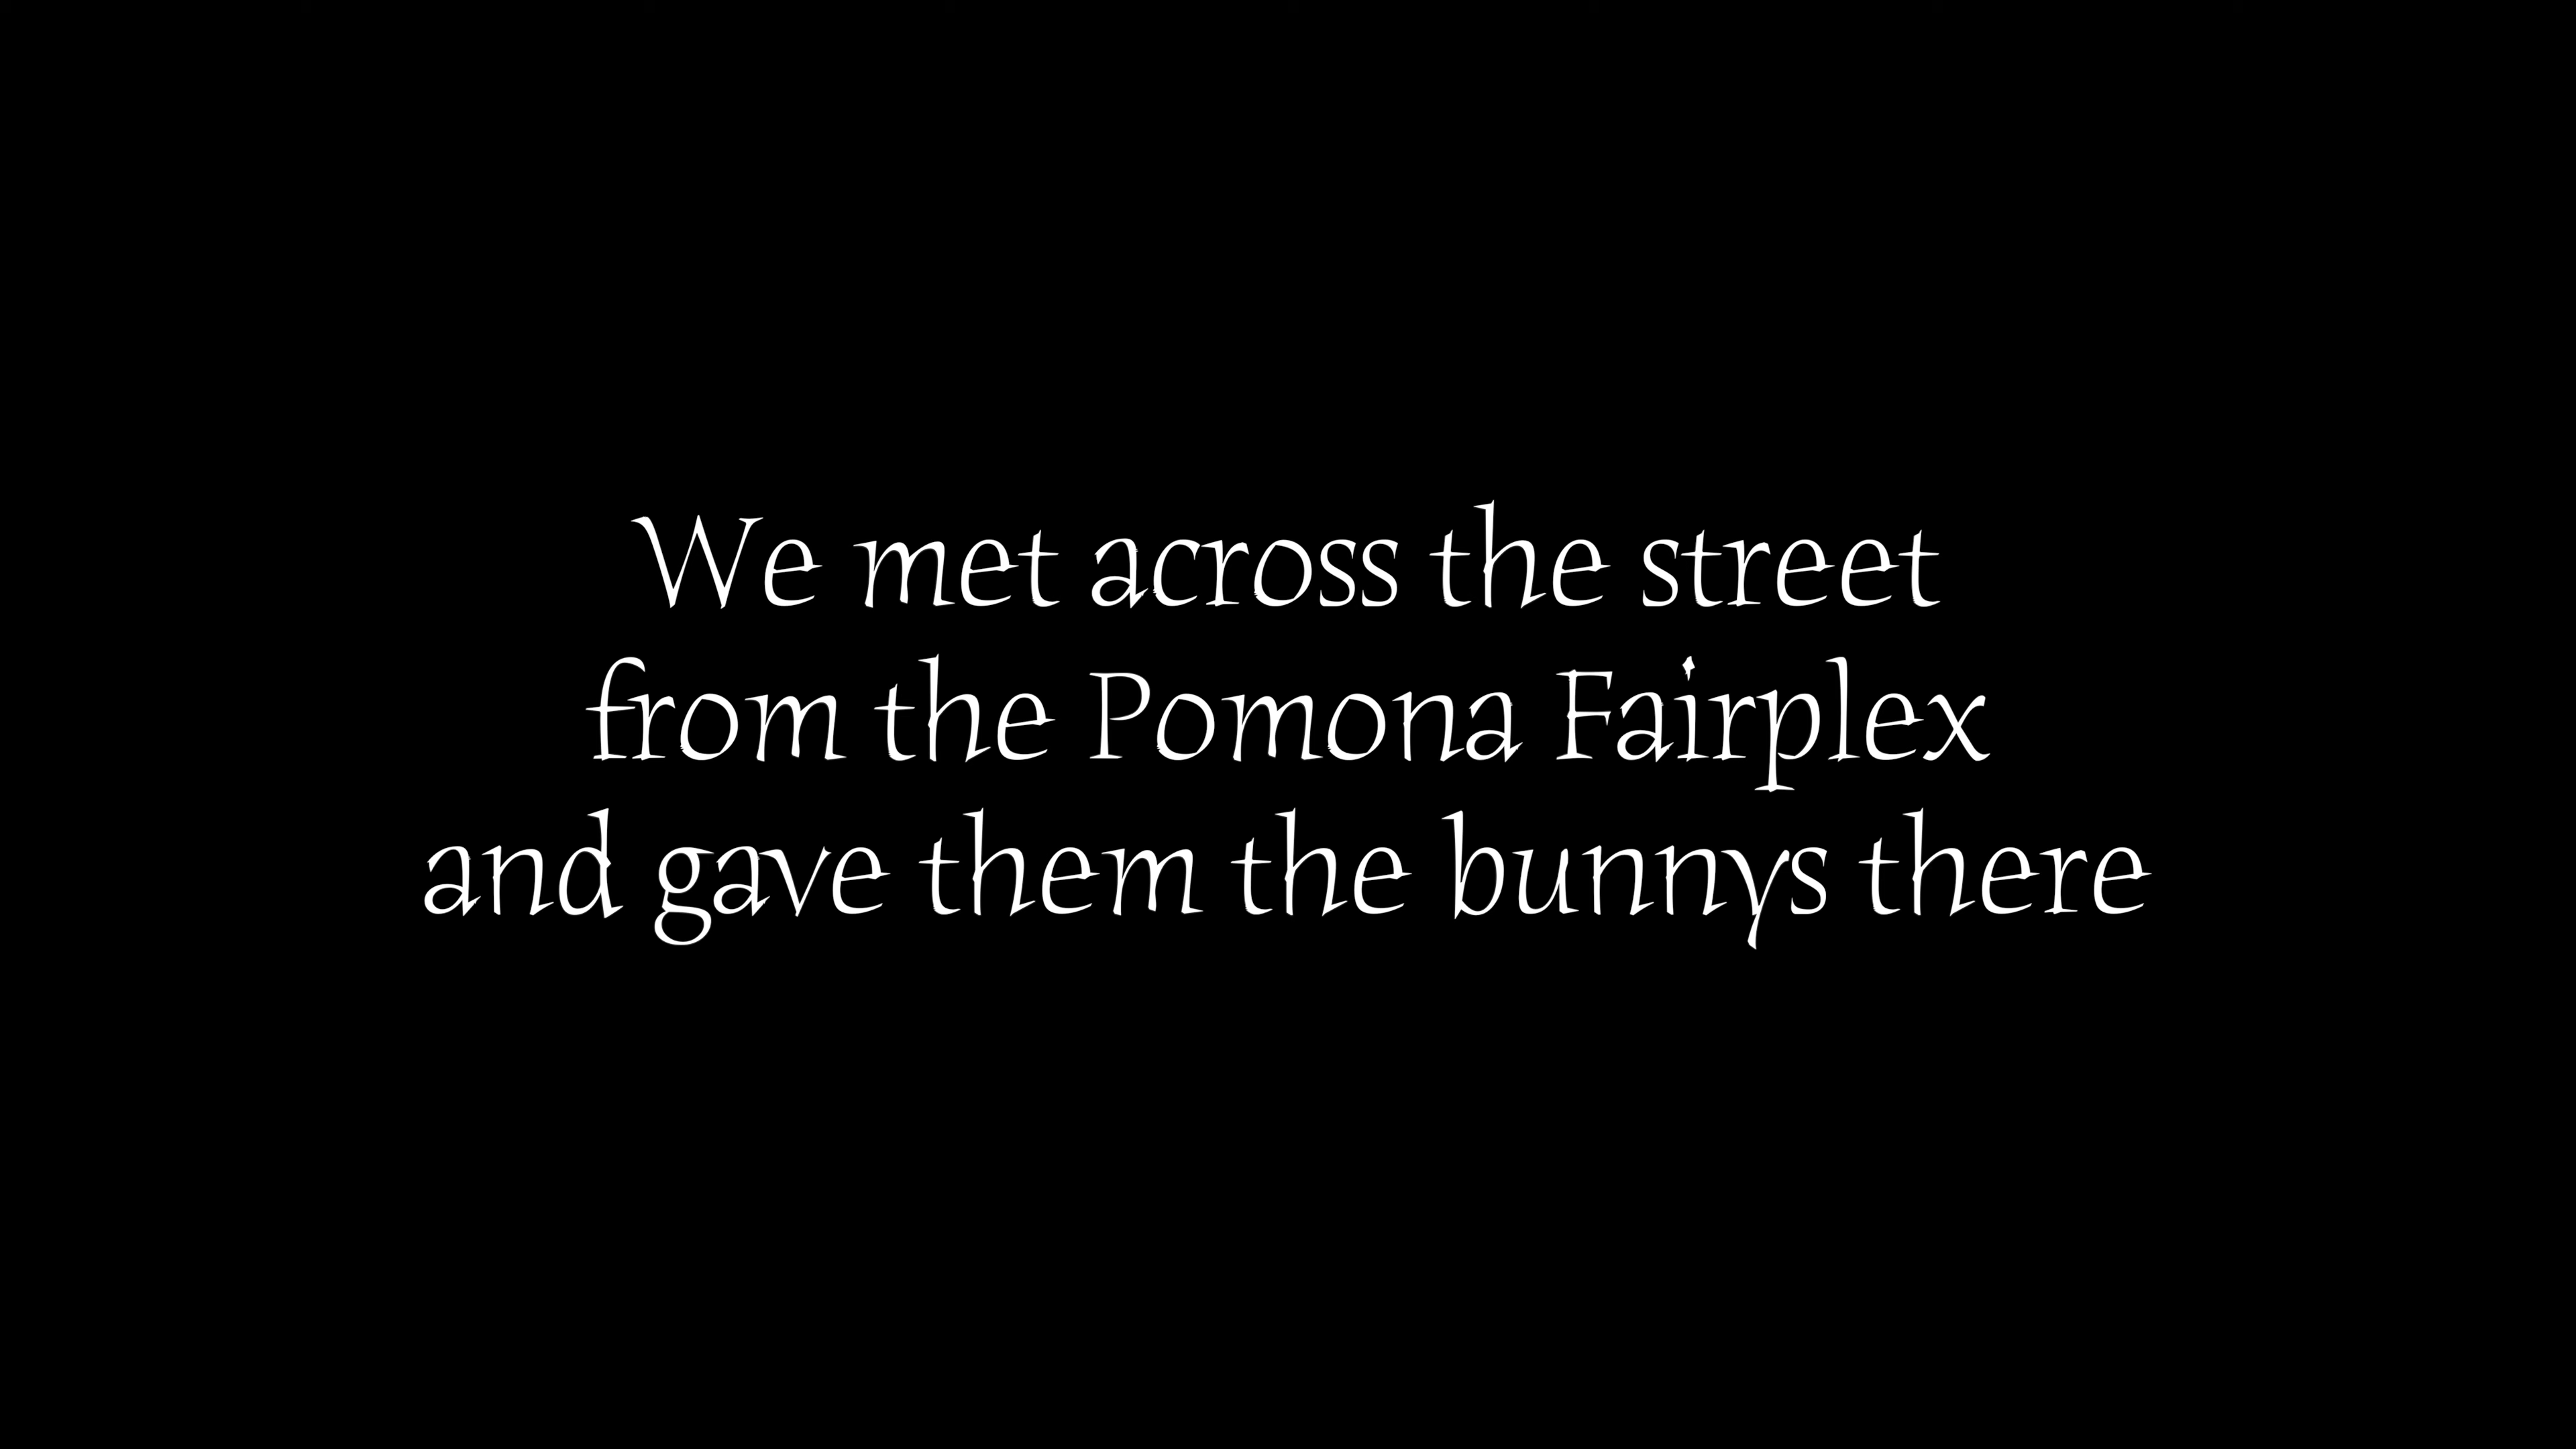 We met across the street
from the Pomona Fairplex
and gave them the bunnys there